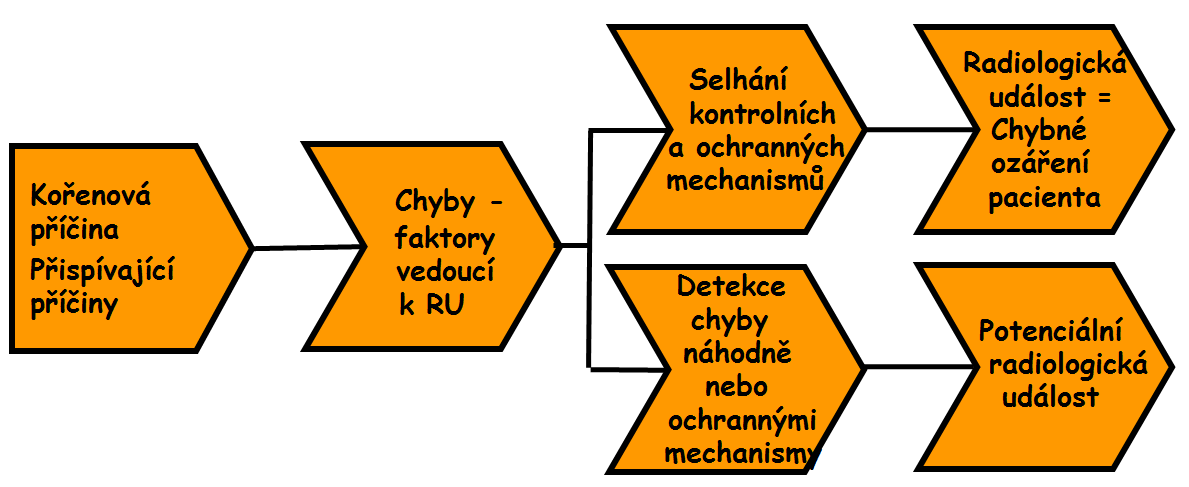 Kořenová
příčina
Přispívající
příčiny
Chyby -
faktory
vedoucí
k RU
Selhání
kontrolních
a ochranných
mechanismů
Radiologická
událost =
Chybné
ozáření
pacienta
Detekce
chyby
náhodně
nebo
ochrannými
mechanismy
Potenciální
radiologická
událost